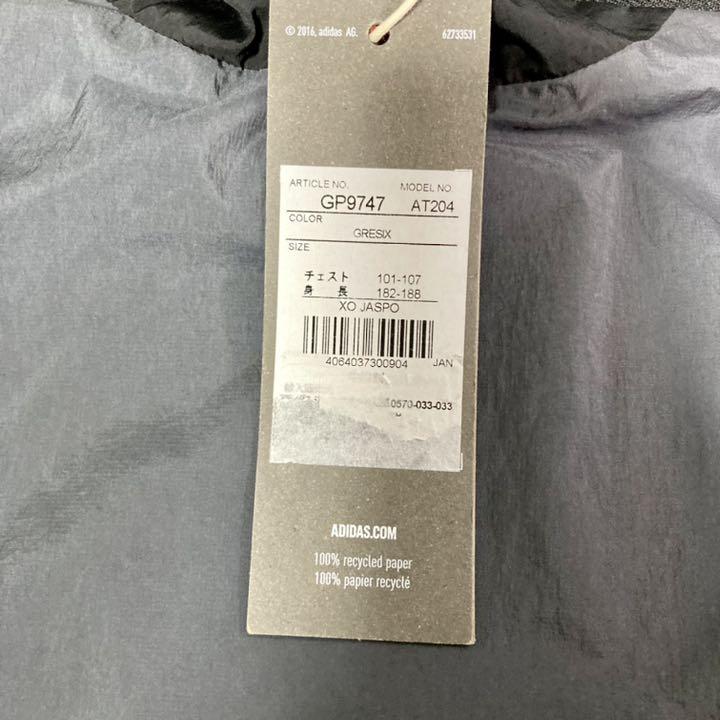 © 2016, adidas AG. 62733531
ARTICLE NO. MODEL NO.
GP9747 AT204
COLOR
GRESIX
SIZE
チェスト 101-107
身 長 182-188
XO JASPO
4064037300904 JAN
0570-033-033
ADIDAS.COM
100% recycled paper
100% papier recyclé